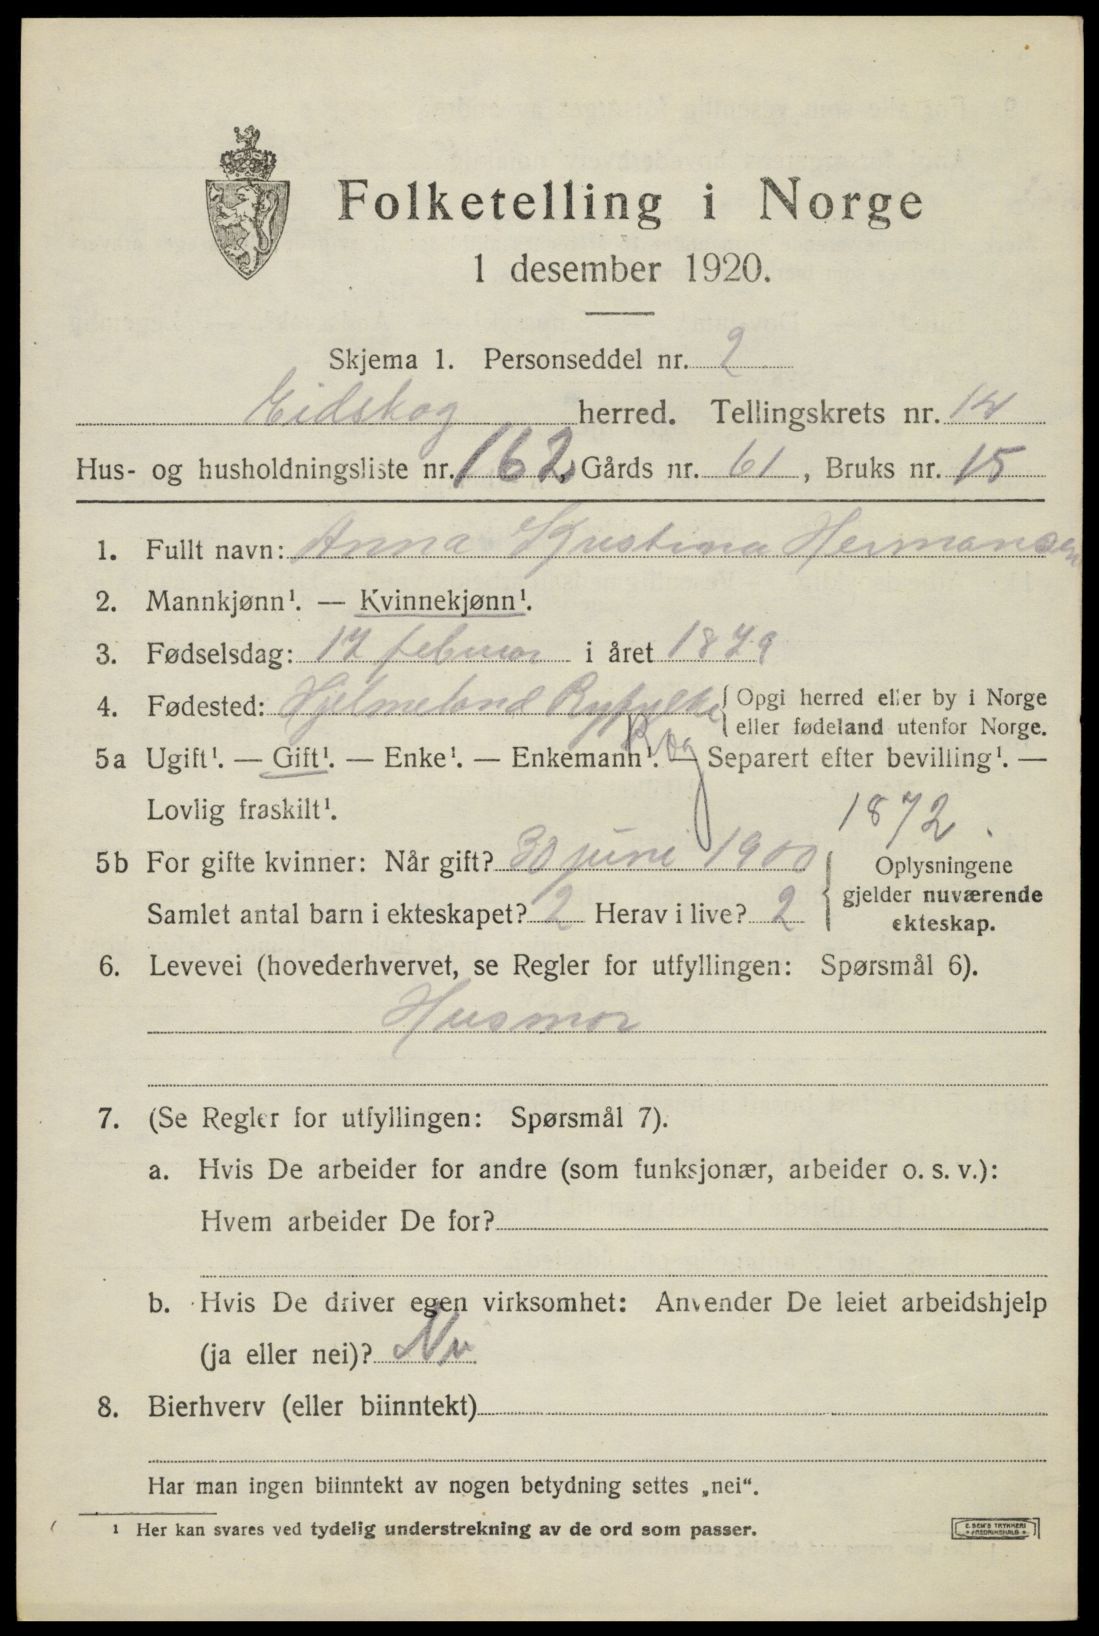 Folketelling i Norge
1 desember 1920.
Skjema 1. Personseddel nr. 2
Eidskog herred. Tellingskrets nr. 14
Hus- og husholdningsliste nr. 162, Gårds nr. 61, Bruks nr. 15
1. Fullt navn: Anna Kristina Hermansen
2. Mannkjønn¹. — Kvinnekjønn¹.
3. Fødselsdag: 17 februar i året 1879
4. Fødested: Hjelmeland Ryfylke { Opgi herred eller by i Norge
eller fødeland utenfor Norge.
Rog
5a Ugift¹. — Gift¹. — Enke¹. — Enkemann¹. — Separert efter bevilling¹. —
Lovlig fraskilt¹.
1872.
5b For gifte kvinner: Når gift? 30 juni 1900 { Oplysningene
gjelder nuværende
ekteskap.
Samlet antal barn i ekteskapet? 2 Herav i live? 2
6. Levevei (hovederhvervet, se Regler for utfyllingen: Spørsmål 6).
Husmor
7. (Se Regler for utfyllingen: Spørsmål 7).
a. Hvis De arbeider for andre (som funksjonær, arbeider o. s. v.):
Hvem arbeider De for?
b. Hvis De driver egen virksomhet: Anvender De leiet arbeidshjelp
(ja eller nei)?
8. Bierhverv (eller biinntekt)
Har man ingen biinntekt av nogen betydning settes „nei“.
¹ Her kan svares ved tydelig understrekning av de ord som passer.